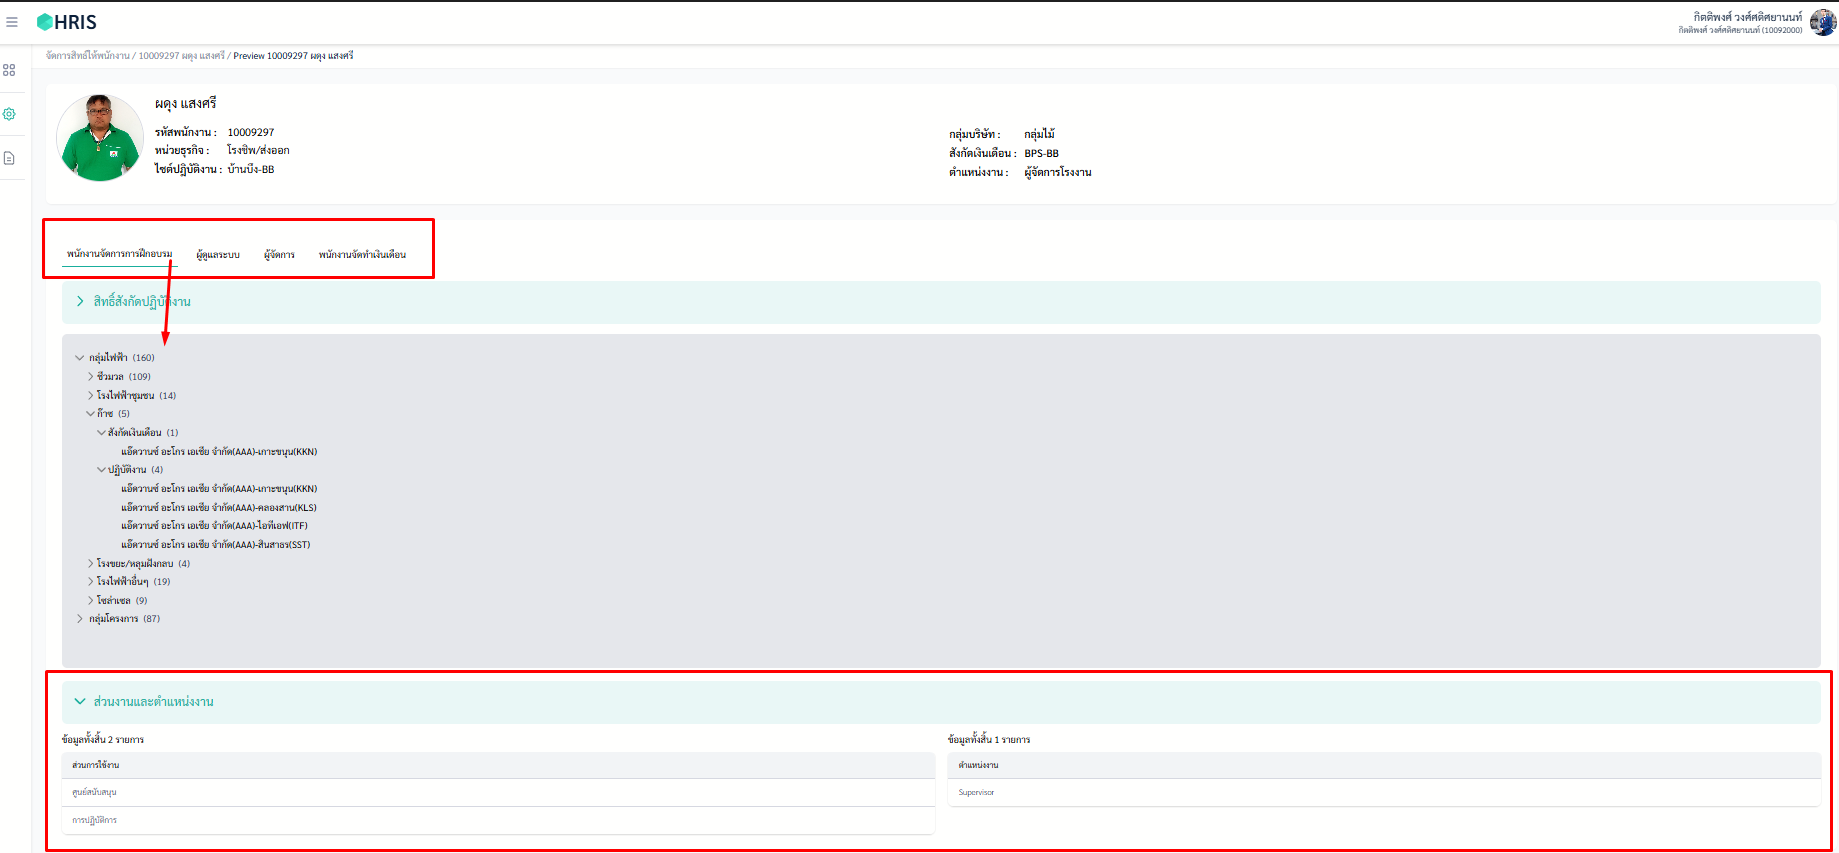 HRIS
กิตติพงศ์ วงศ์ศดิศยานนท์
กิตติพงศ์ วงศ์ศดิศยานนท์ (10092000)
จัดการสิทธิ์ให้พนักงาน / 10009297 ผดุง แสงศรี / Preview 10009297 ผดุง แสงศรี
ผดุง แสงศรี
รหัสพนักงาน : 10009297
หน่วยธุรกิจ : โรงชิพ/ส่งออก
ไซต์ปฏิบัติงาน : บ้านบึง-BB
กลุ่มบริษัท : กลุ่มไม้
สังกัดเงินเดือน : BPS-BB
ตำแหน่งงาน : ผู้จัดการโรงงาน
พนักงานจัดการการฝึกอบรม ผู้ดูแลระบบ ผู้จัดการ พนักงานจัดทำเงินเดือน
สิทธิ์สังกัดปฏิบัติงาน
กลุ่มไฟฟ้า (160)
ชีวมวล (109)
โรงไฟฟ้าชุมชน (14)
ก๊าซ (5)
สังกัดเงินเดือน (1)
แอ๊ดวานซ์ อะโกร เอเซีย จำกัด(AAA)-เกาะขนุน(KKN)
ปฏิบัติงาน (4)
แอ๊ดวานซ์ อะโกร เอเซีย จำกัด(AAA)-เกาะขนุน(KKN)
แอ๊ดวานซ์ อะโกร เอเซีย จำกัด(AAA)-คลองสาน(KLS)
แอ๊ดวานซ์ อะโกร เอเซีย จำกัด(AAA)-ไอทีเอฟ(ITF)
แอ๊ดวานซ์ อะโกร เอเซีย จำกัด(AAA)-สินสาธร(SST)
โรงขยะ/หลุมฝังกลบ (4)
โรงไฟฟ้าอื่นๆ (19)
โซล่าเซล (9)
กลุ่มโครงการ (87)
ส่วนงานและตำแหน่งงาน
ข้อมูลทั้งสิ้น 2 รายการ
ส่วนการใช้งาน
ศูนย์สนับสนุน
การปฏิบัติการ
ข้อมูลทั้งสิ้น 1 รายการ
ตำแหน่งงาน
Supervisor